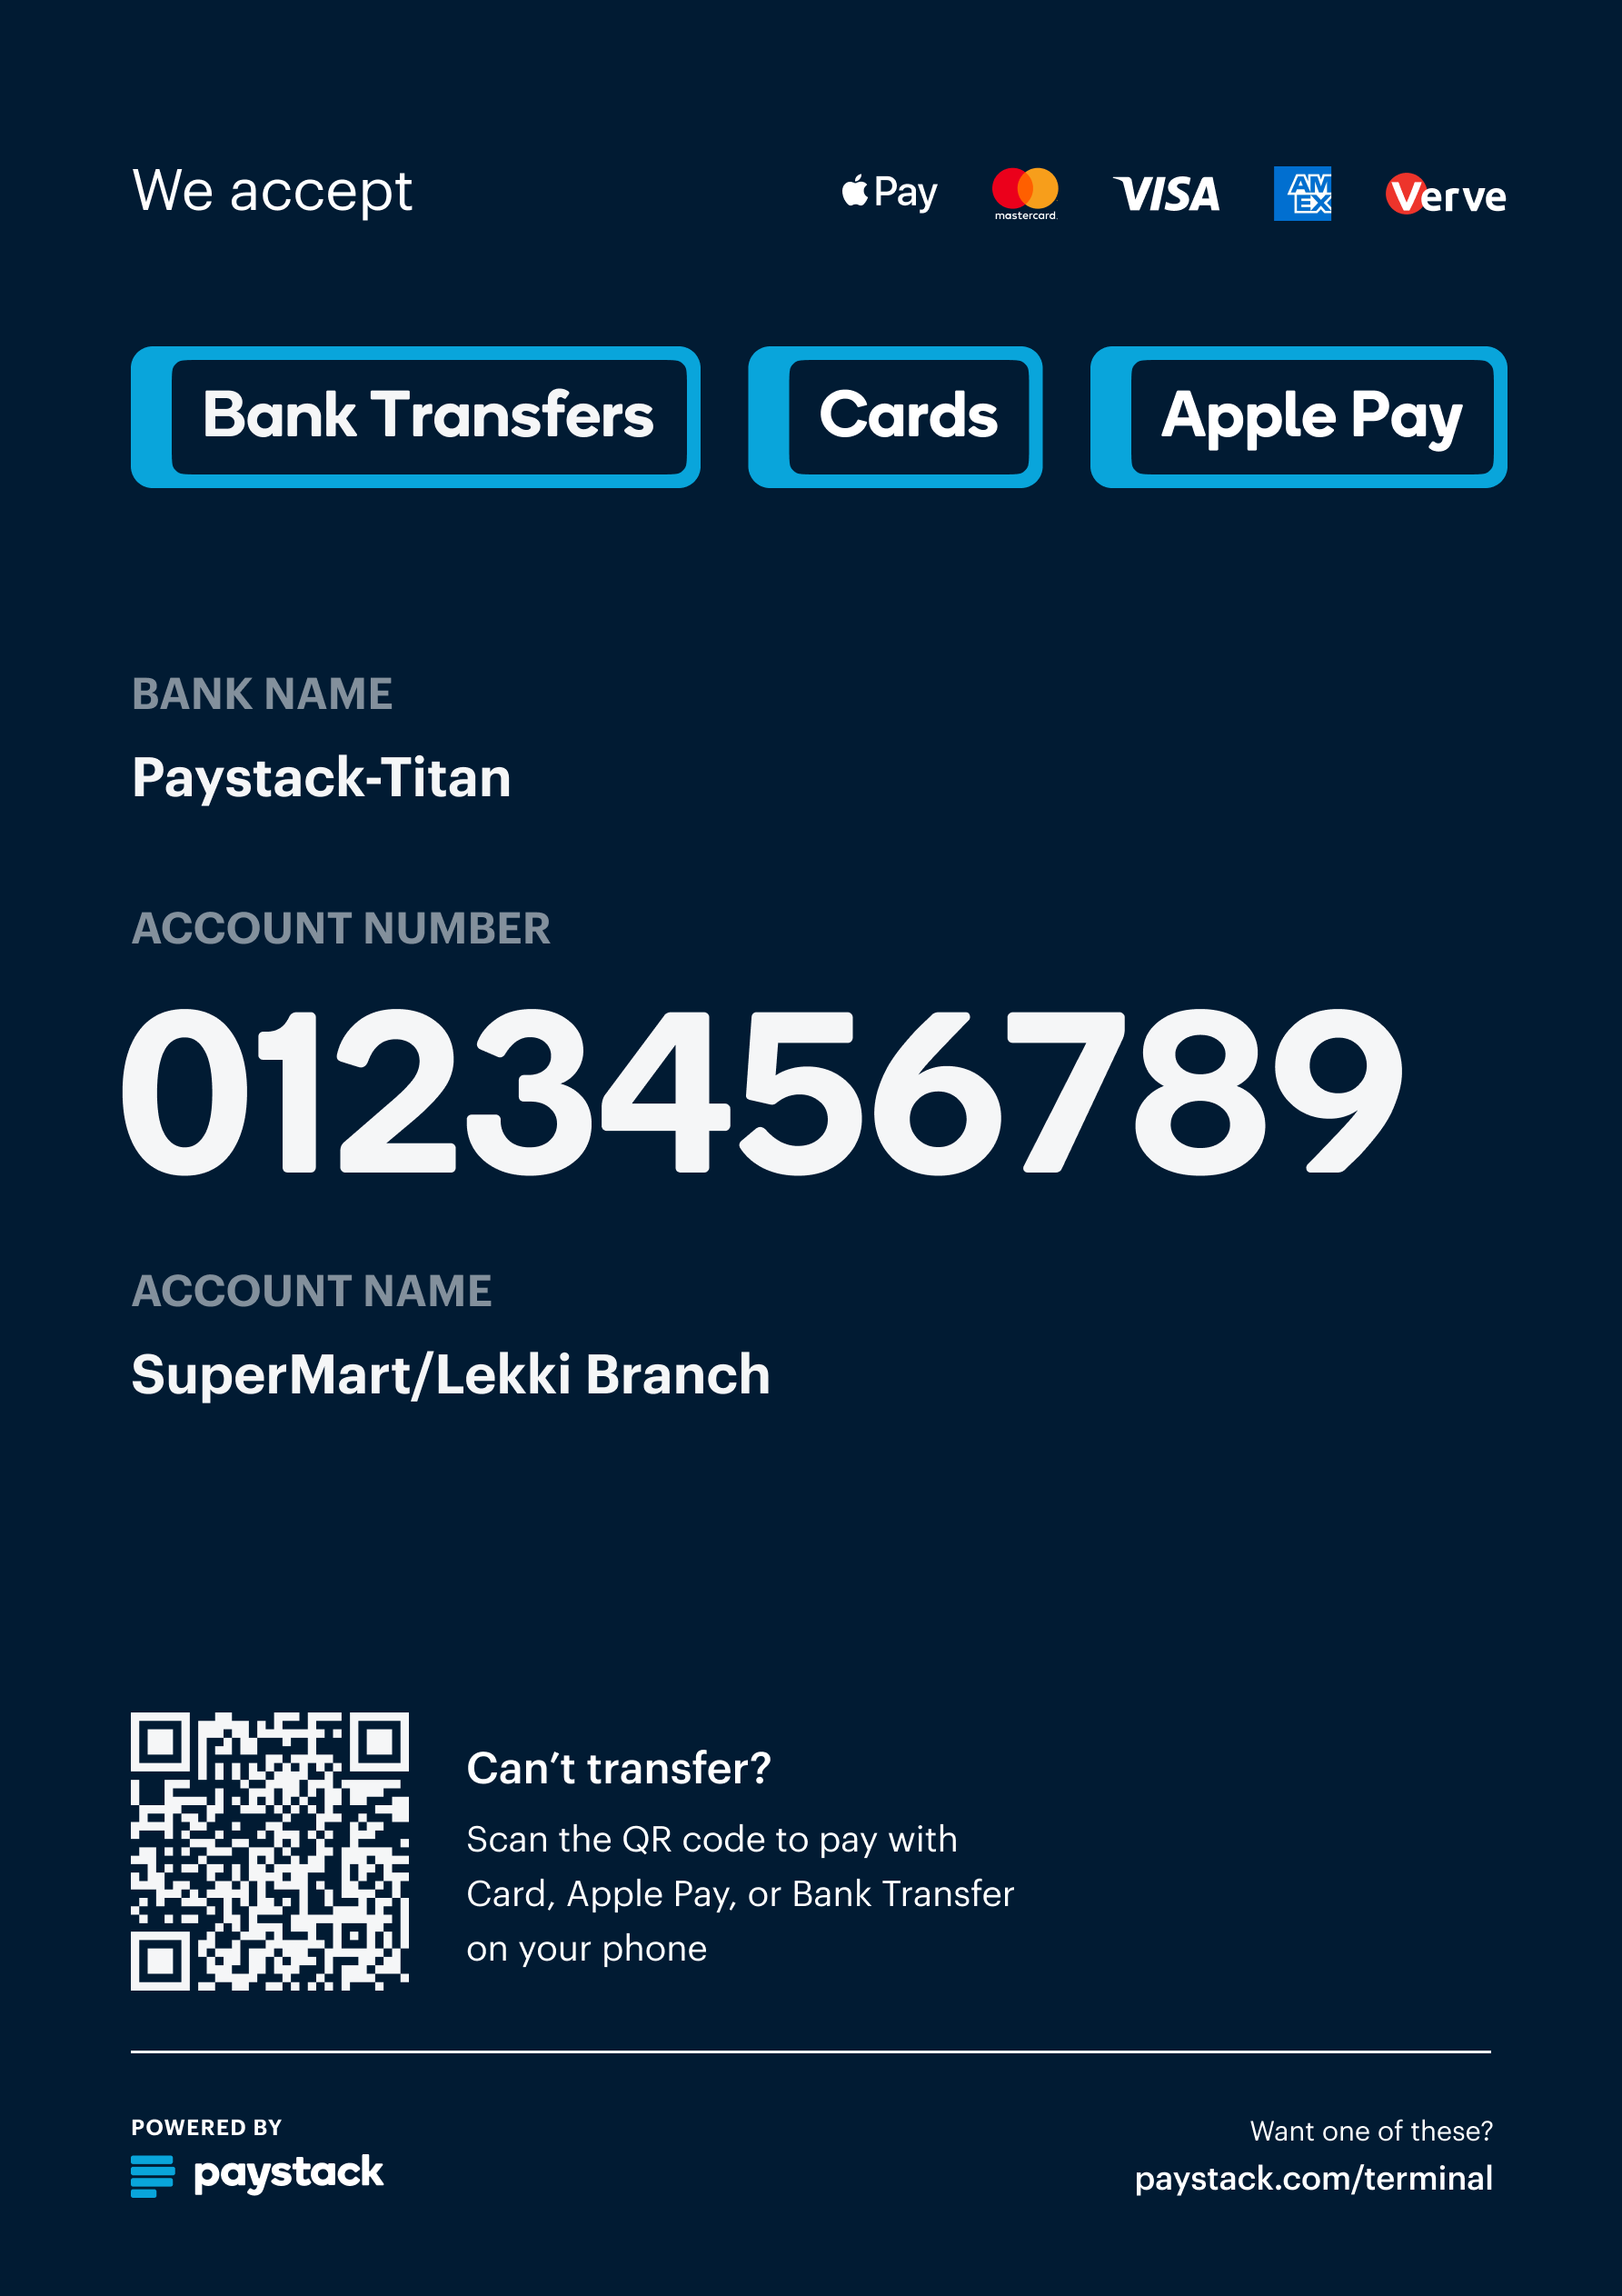 We accept
Pay mastercard. VISA AMEX Verve
Bank Transfers Cards Apple Pay
BANK NAME
Paystack-Titan
ACCOUNT NUMBER
0123456789
ACCOUNT NAME
SuperMart/Lekki Branch
Can’t transfer?
Scan the QR code to pay with
Card, Apple Pay, or Bank Transfer
on your phone
POWERED BY
paystack
Want one of these?
paystack.com/terminal